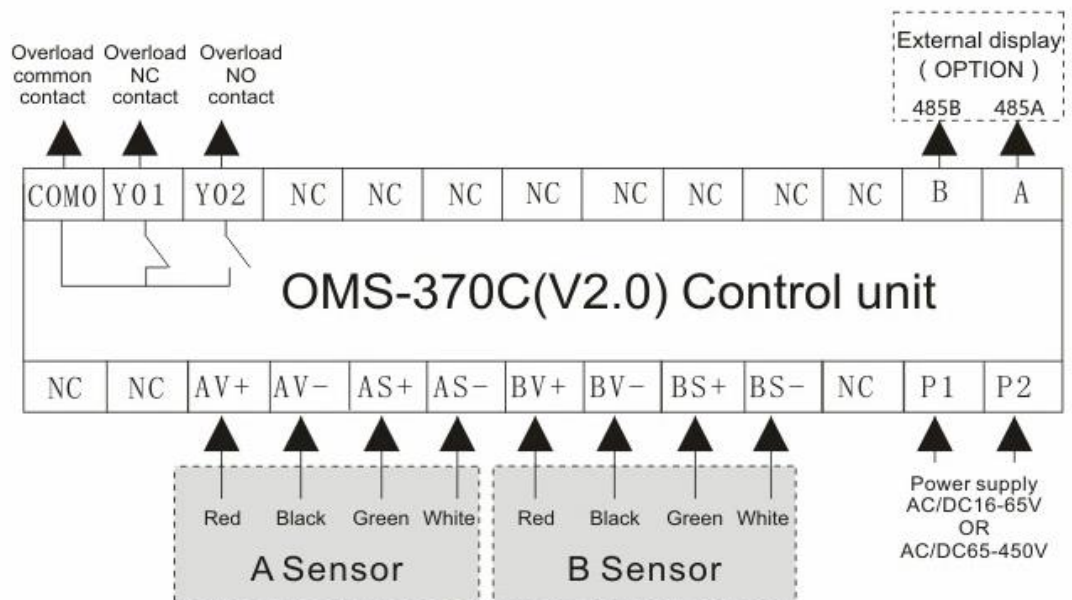 Overload Overload Overload
common NC NO
contact contact contact
External display
( OPTION )
485B 485A
COM0 Y01 Y02 NC NC NC NC NC NC NC NC B A
OMS-370C(V2.0) Control unit
NC NC AV+ AV- AS+ AS- BV+ BV- BS+ BS- NC P1 P2
Red Black Green White Red Black Green White
A Sensor B Sensor
Power supply
AC/DC16-65V
OR
AC/DC65-450V